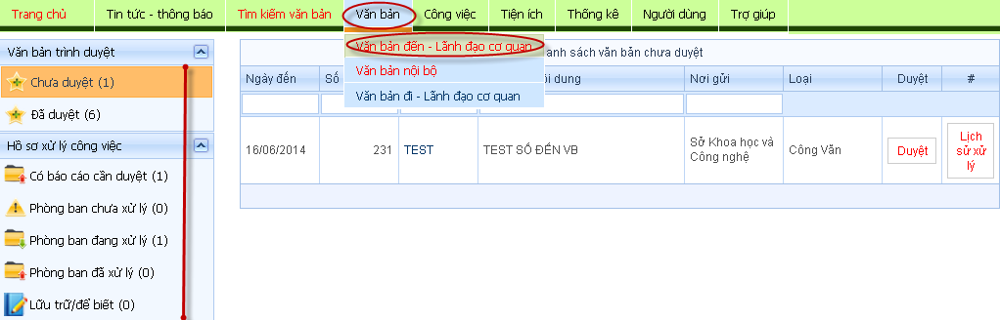 Trang chủ Tin tức - thông báo Tìm kiếm văn bản Văn bản Công việc Tiện ích Thống kê Người dùng Trợ giúp
Văn bản trình duyệt
Chưa duyệt (1)
Đã duyệt (6)
Hồ sơ xử lý công việc
Có báo cáo cần duyệt (1)
Phòng ban chưa xử lý (0)
Phòng ban đang xử lý (1)
Phòng ban đã xử lý (0)
Lưu trữ/để biết (0)
Văn bản đến - Lãnh đạo cơ quan
Văn bản nội bộ
Văn bản đi - Lãnh đạo cơ quan
anh sách văn bản chưa duyệt
Ngày đến Số ội dung Nơi gửi Loại Duyệt #
16/06/2014 231 TEST TEST SỐ ĐẾN VB Sở Khoa học và Công Văn Duyệt Lịch
Công nghệ sử xử
lý